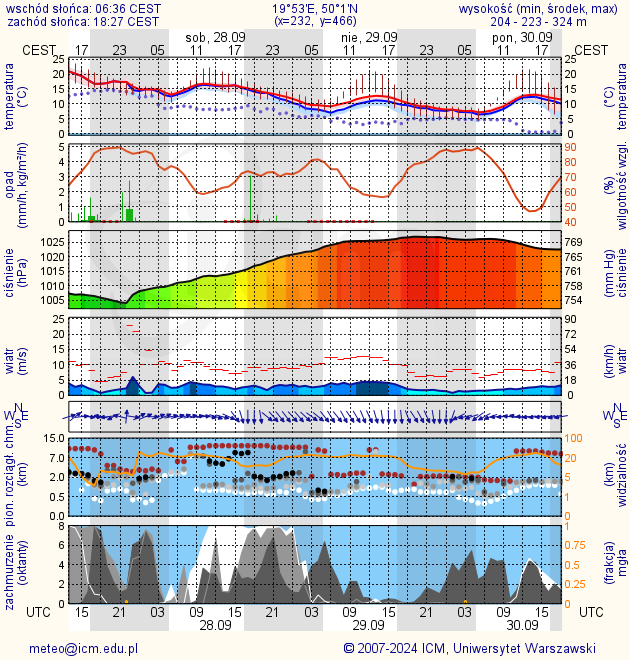 wschód słońca: 06:36 CEST 19°53'E, 50°1'N wysokość (min, środek, max)
zachód słońca: 18:27 CEST (x=232, y=466) 204 - 223 - 324 m
sob, 28.09 nie, 29.09 pon, 30.09
CEST 17 23 05 11 17 23 05 11 17 23 05 11 17 CEST
temperatura (°C) 25 20 15 10 5 0 25 20 15 10 5 0 (°C) temperatura
opad (mm/h, kg/m²/h) 5 4 3 2 1 0 90 80 70 60 50 40 (%) wilgotność wzgl.
ciśnienie (hPa) 1025 1020 1015 1010 1005 769 765 761 758 754 (mm Hg) ciśnienie
wiatr (m/s) 25 20 15 10 5 0 90 72 54 36 18 0 (km/h) wiatr
N W E S N W E S
pion. rozciągł. chm. (km) 15.0 7.0 2.0 0.5 0.0 100 20 5 1 0 (km) widzialność
zachmurzenie (oktanty) 8 6 4 2 0 1 0.75 0.5 0.25 0 (frakcja) mgła
UTC 15 21 03 09 15 21 03 09 15 21 03 09 15 UTC
28.09 29.09 30.09
meteo@icm.edu.pl © 2007-2024 ICM, Uniwersytet Warszawski